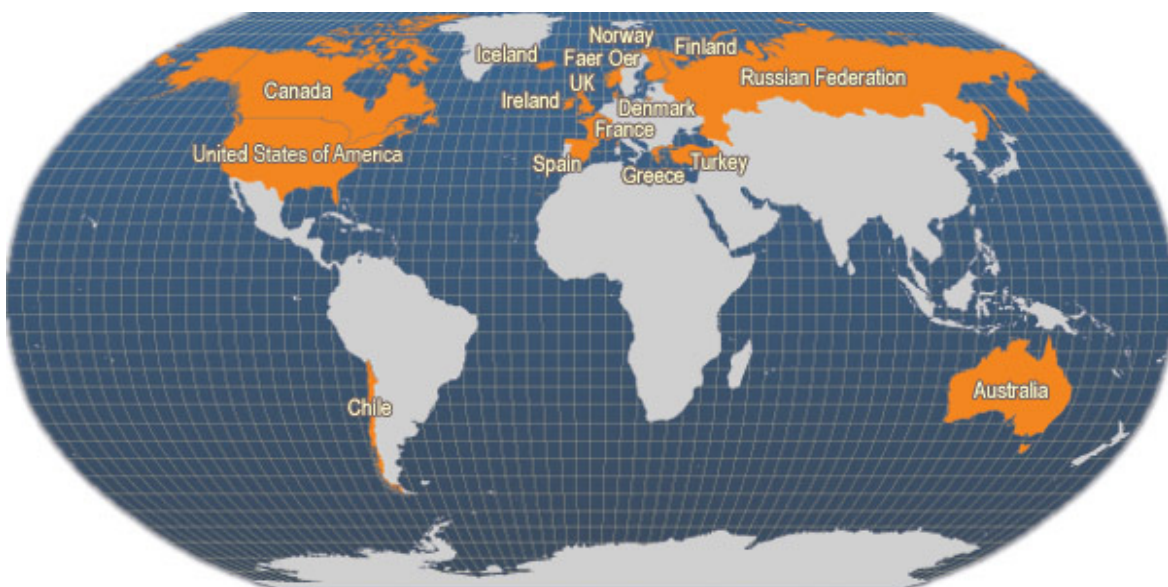 Norway
Iceland
Faer Oer
Finland
UK
Russian Federation
Canada
Ireland
Denmark
France
United States of America
Spain
Greece
Turkey
Chile
Australia